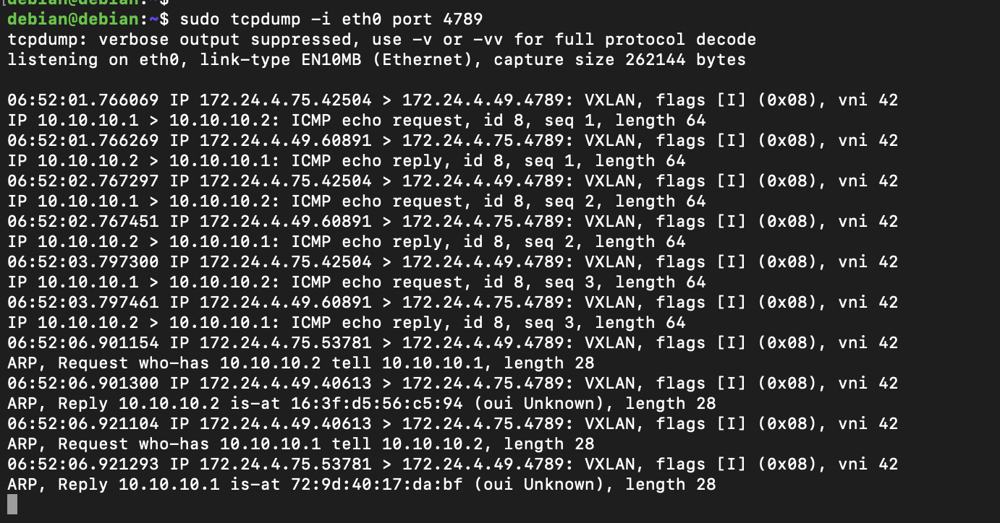 debian@debian:~$
debian@debian:~$ sudo tcpdump -i eth0 port 4789
tcpdump: verbose output suppressed, use -v or -vv for full protocol decode
listening on eth0, link-type EN10MB (Ethernet), capture size 262144 bytes
06:52:01.766069 IP 172.24.4.75.42504 > 172.24.4.49.4789: VXLAN, flags [I] (0x08), vni 42
IP 10.10.10.1 > 10.10.10.2: ICMP echo request, id 8, seq 1, length 64
06:52:01.766269 IP 172.24.4.49.60891 > 172.24.4.75.4789: VXLAN, flags [I] (0x08), vni 42
IP 10.10.10.2 > 10.10.10.1: ICMP echo reply, id 8, seq 1, length 64
06:52:02.767297 IP 172.24.4.75.42504 > 172.24.4.49.4789: VXLAN, flags [I] (0x08), vni 42
IP 10.10.10.1 > 10.10.10.2: ICMP echo request, id 8, seq 2, length 64
06:52:02.767451 IP 172.24.4.49.60891 > 172.24.4.75.4789: VXLAN, flags [I] (0x08), vni 42
IP 10.10.10.2 > 10.10.10.1: ICMP echo reply, id 8, seq 2, length 64
06:52:03.797300 IP 172.24.4.75.42504 > 172.24.4.49.4789: VXLAN, flags [I] (0x08), vni 42
IP 10.10.10.1 > 10.10.10.2: ICMP echo request, id 8, seq 3, length 64
06:52:03.797461 IP 172.24.4.49.60891 > 172.24.4.75.4789: VXLAN, flags [I] (0x08), vni 42
IP 10.10.10.2 > 10.10.10.1: ICMP echo reply, id 8, seq 3, length 64
06:52:06.901154 IP 172.24.4.75.53781 > 172.24.4.49.4789: VXLAN, flags [I] (0x08), vni 42
ARP, Request who-has 10.10.10.2 tell 10.10.10.1, length 28
06:52:06.901300 IP 172.24.4.49.40613 > 172.24.4.75.4789: VXLAN, flags [I] (0x08), vni 42
ARP, Reply 10.10.10.2 is-at 16:3f:d5:56:c5:94 (oui Unknown), length 28
06:52:06.921104 IP 172.24.4.49.40613 > 172.24.4.75.4789: VXLAN, flags [I] (0x08), vni 42
ARP, Request who-has 10.10.10.1 tell 10.10.10.2, length 28
06:52:06.921293 IP 172.24.4.75.53781 > 172.24.4.49.4789: VXLAN, flags [I] (0x08), vni 42
ARP, Reply 10.10.10.1 is-at 72:9d:40:17:da:bf (oui Unknown), length 28